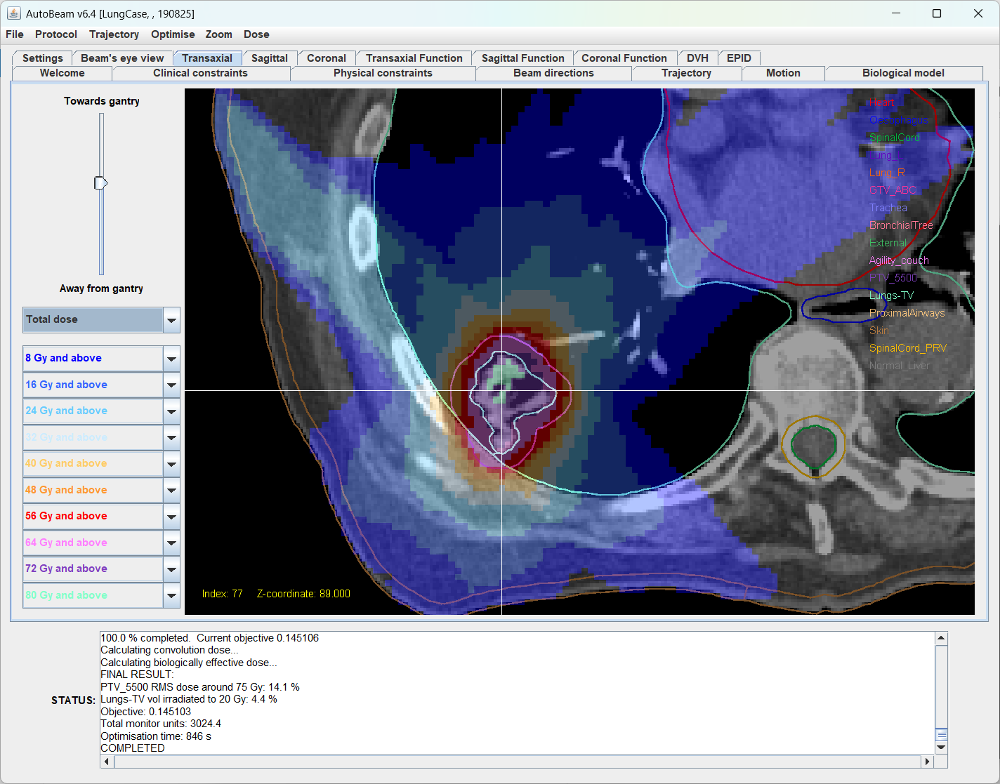 AutoBeam v6.4 [LungCase, , 190825]
File Protocol Trajectory Optimise Zoom Dose
Settings Beam's eye view Transaxial Sagittal Coronal Transaxial Function Sagittal Function Coronal Function DVH EPID
Welcome Clinical constraints Physical constraints Beam directions Trajectory Motion Biological model
Towards gantry
Away from gantry
Total dose
8 Gy and above
16 Gy and above
24 Gy and above
32 Gy and above
40 Gy and above
48 Gy and above
56 Gy and above
64 Gy and above
72 Gy and above
80 Gy and above
Heart
Oesophagus
SpinalCord
Lung_R
GTV_ABC
Trachea
BronchialTree
External
Agility_couch
PTV_5500
Lungs-TV
ProximalAirways
Skin
SpinalCord_PRV
Normal_Liver
Index: 77 Z-coordinate: 89.000
STATUS:
100.0 % completed. Current objective 0.145106
Calculating convolution dose...
Calculating biologically effective dose...
FINAL RESULT:
PTV_5500 RMS dose around 75 Gy: 14.1 %
Lungs-TV vol irradiated to 20 Gy: 4.4 %
Objective: 0.145103
Total monitor units: 3024.4
Optimisation time: 846 s
COMPLETED